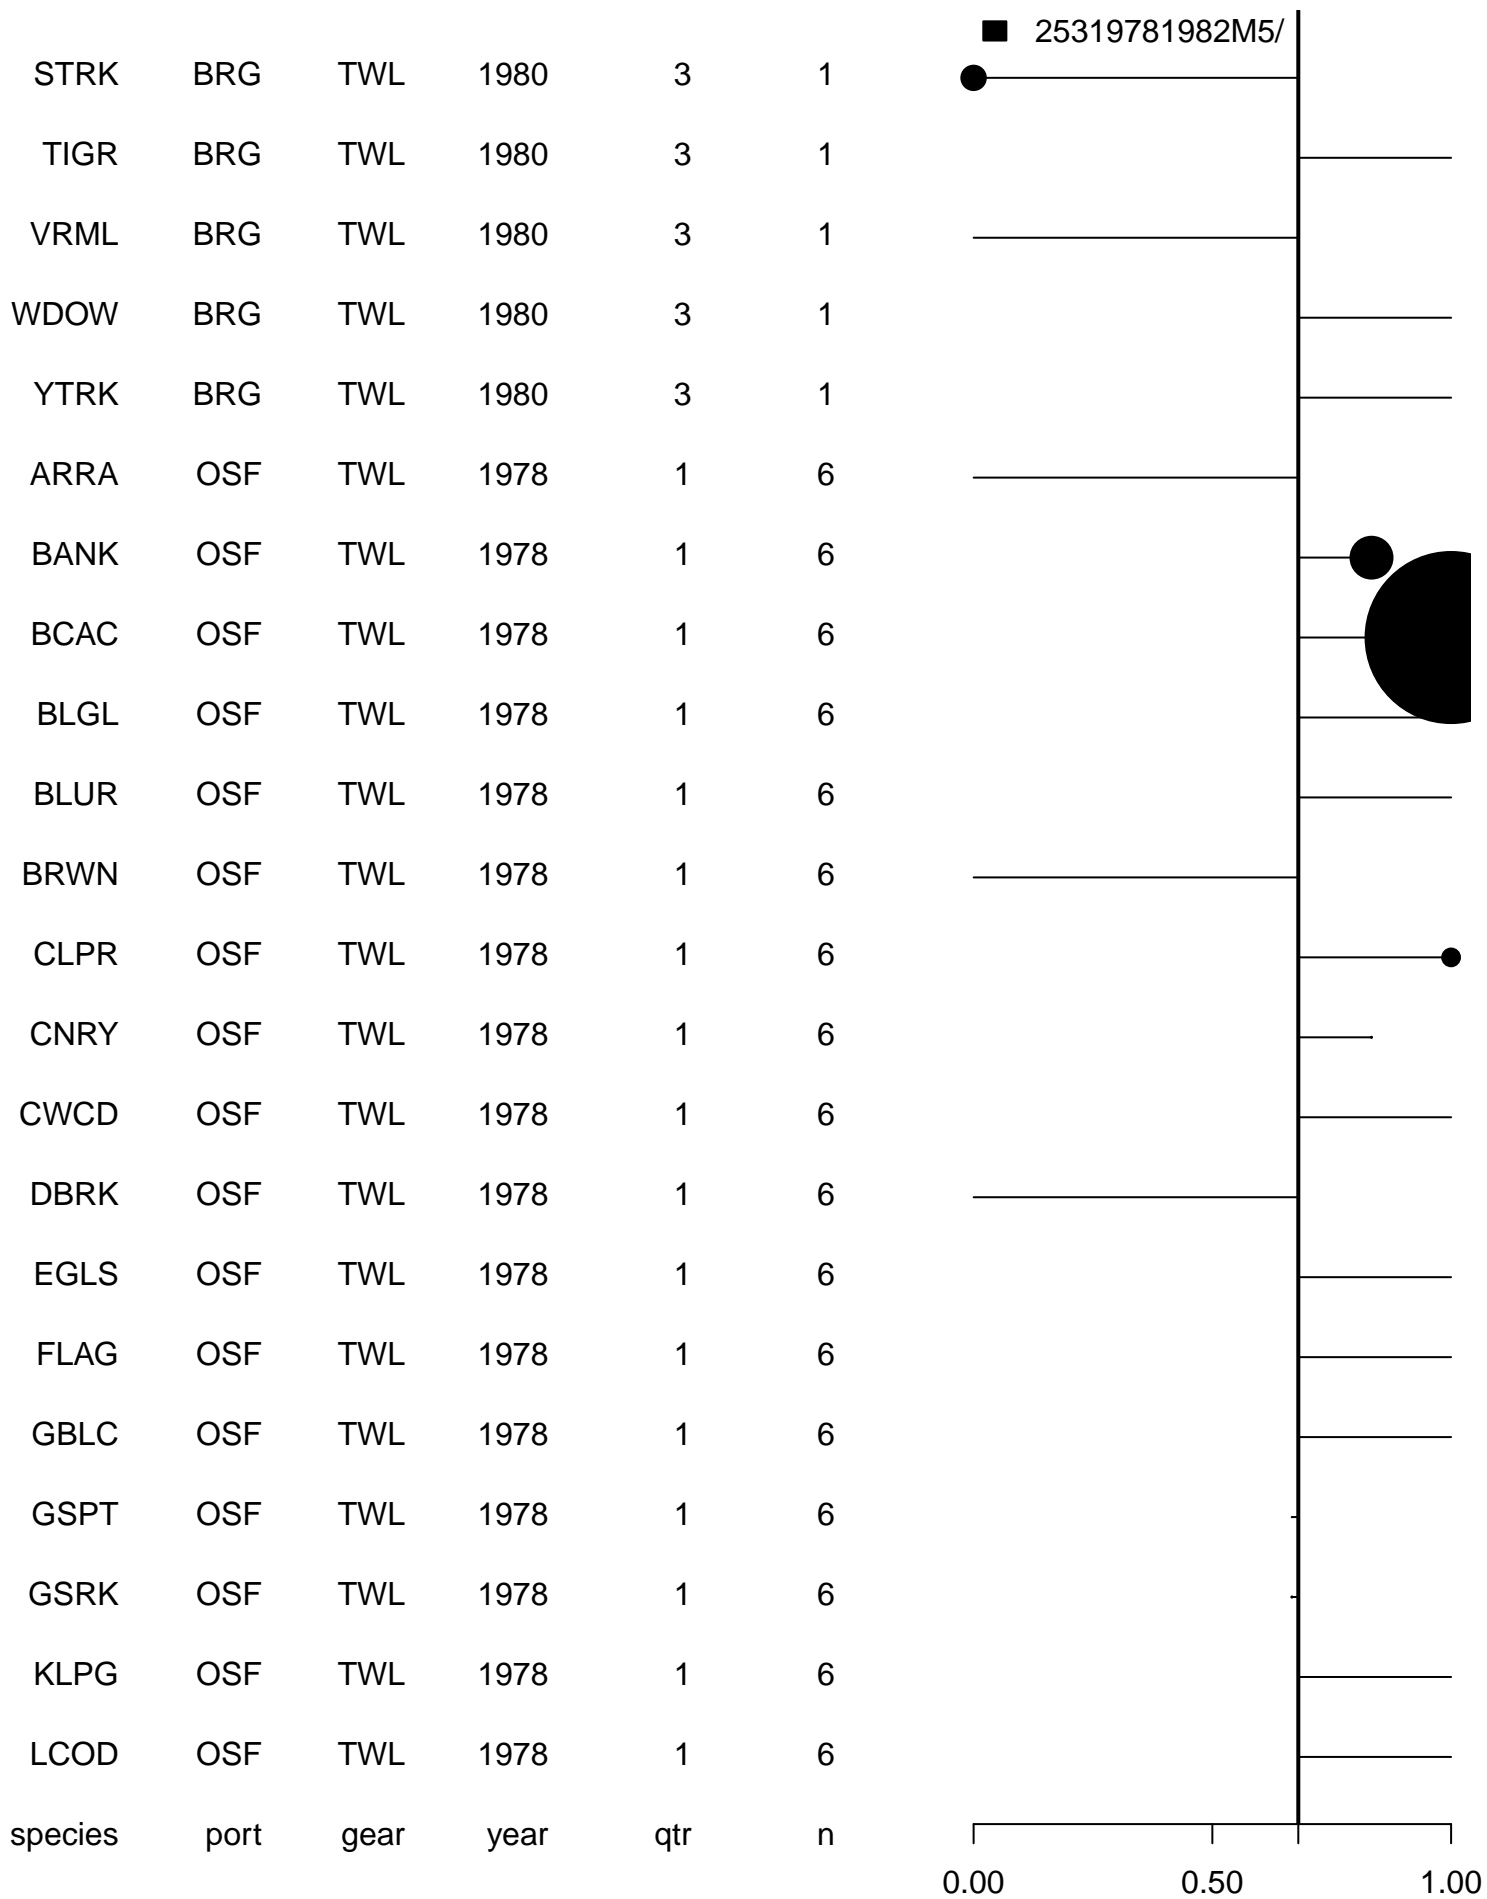 25319781982M5/
STRK BRG TWL 1980 3 1
TIGR BRG TWL 1980 3 1
VRML BRG TWL 1980 3 1
WDOW BRG TWL 1980 3 1
YTRK BRG TWL 1980 3 1
ARRA OSF TWL 1978 1 6
BANK OSF TWL 1978 1 6
BCAC OSF TWL 1978 1 6
BLGL OSF TWL 1978 1 6
BLUR OSF TWL 1978 1 6
BRWN OSF TWL 1978 1 6
CLPR OSF TWL 1978 1 6
CNRY OSF TWL 1978 1 6
CWCD OSF TWL 1978 1 6
DBRK OSF TWL 1978 1 6
EGLS OSF TWL 1978 1 6
FLAG OSF TWL 1978 1 6
GBLC OSF TWL 1978 1 6
GSPT OSF TWL 1978 1 6
GSRK OSF TWL 1978 1 6
KLPG OSF TWL 1978 1 6
LCOD OSF TWL 1978 1 6
species port gear year qtr n
0.00 0.50 1.00